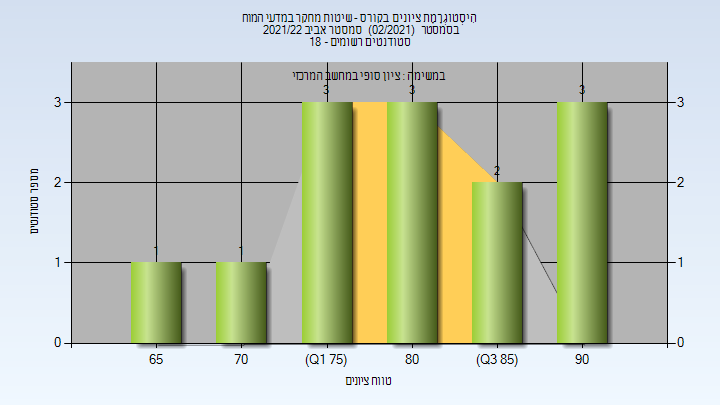 הִיסְטוֹגְרַמַּת ציונים בקורס - שיטות מחקר במדעי המוח
בסמסטר (02/2021) סמסטר אביב 2021/22
סטודנטים רשומים - 18
במשימה : ציון סופי במחשב המרכזי
3 3 3
3 3
2
2 2
1 1
1 1
0 0
מספר סטודנטים
65 70 (Q1 75) 80 (Q3 85) 90
טווח ציונים